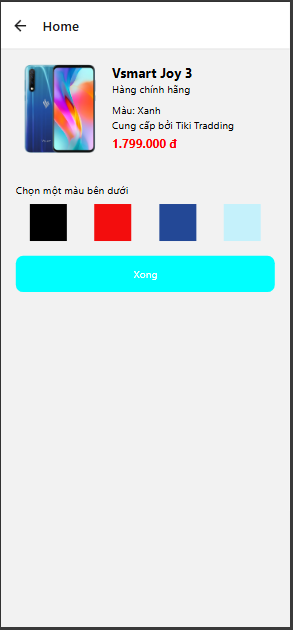 Home
Vsmart Joy 3
Hàng chính hãng
Màu: Xanh
Cung cấp bởi Tiki Tradding
1.799.000 đ
Chọn một màu bên dưới
Xong